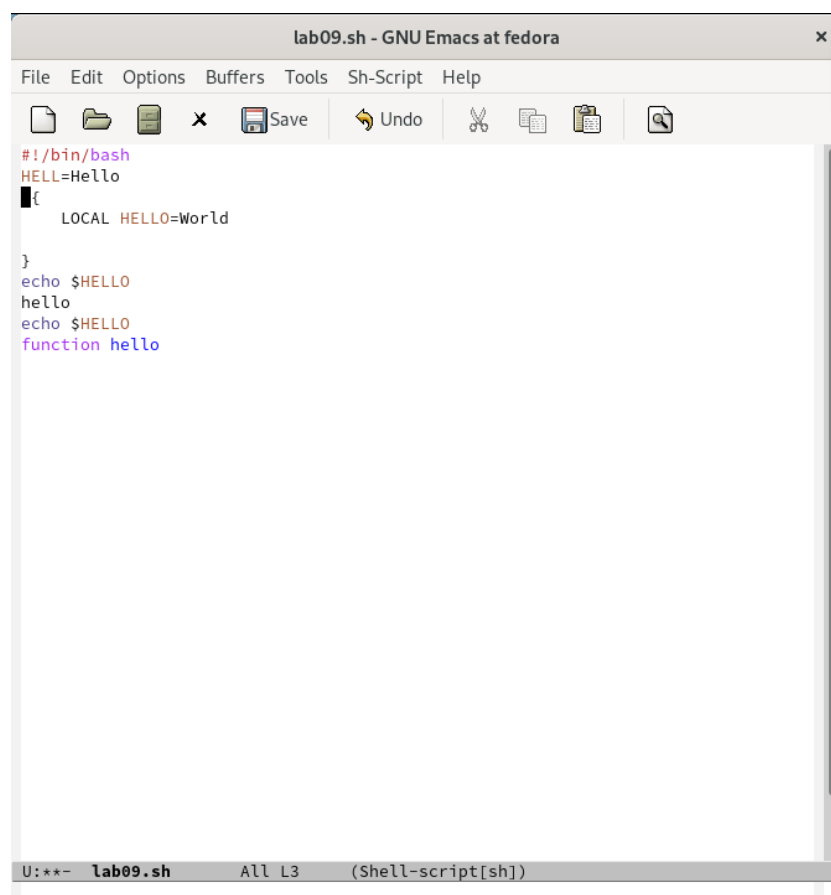 lab09.sh - GNU Emacs at fedora ×
File Edit Options Buffers Tools Sh-Script Help
Save Undo
#!/bin/bash
HELL=Hello
 {
    LOCAL HELLO=World

}
echo $HELLO
hello
echo $HELLO
function hello
U:**- lab09.sh All L3 (Shell-script[sh])